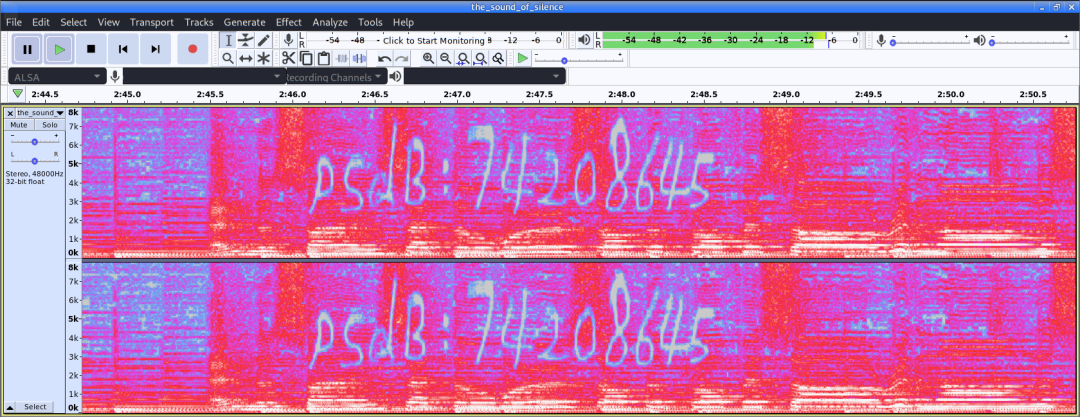 the_sound_of_silence
File Edit Select View Transport Tracks Generate Effect Analyze Tools Help
L R -54 -48 - Click to Start Monitoring -12 -6 0
L R -54 -48 -42 -36 -30 -24 -18 -12 -6 0
ALSA
ecording Channels
2:44.5 2:45.0 2:45.5 2:46.0 2:46.5 2:47.0 2:47.5 2:48.0 2:48.5 2:49.0 2:49.5 2:50.0 2:50.5
the_sound_
Mute Solo
- +
L R
Stereo, 48000Hz
32-bit float
Select
8k
7k
6k
5k
4k
3k
2k
1k
0k
psdB:74208645
8k
7k
6k
5k
4k
3k
2k
1k
0k
psdB:74208645